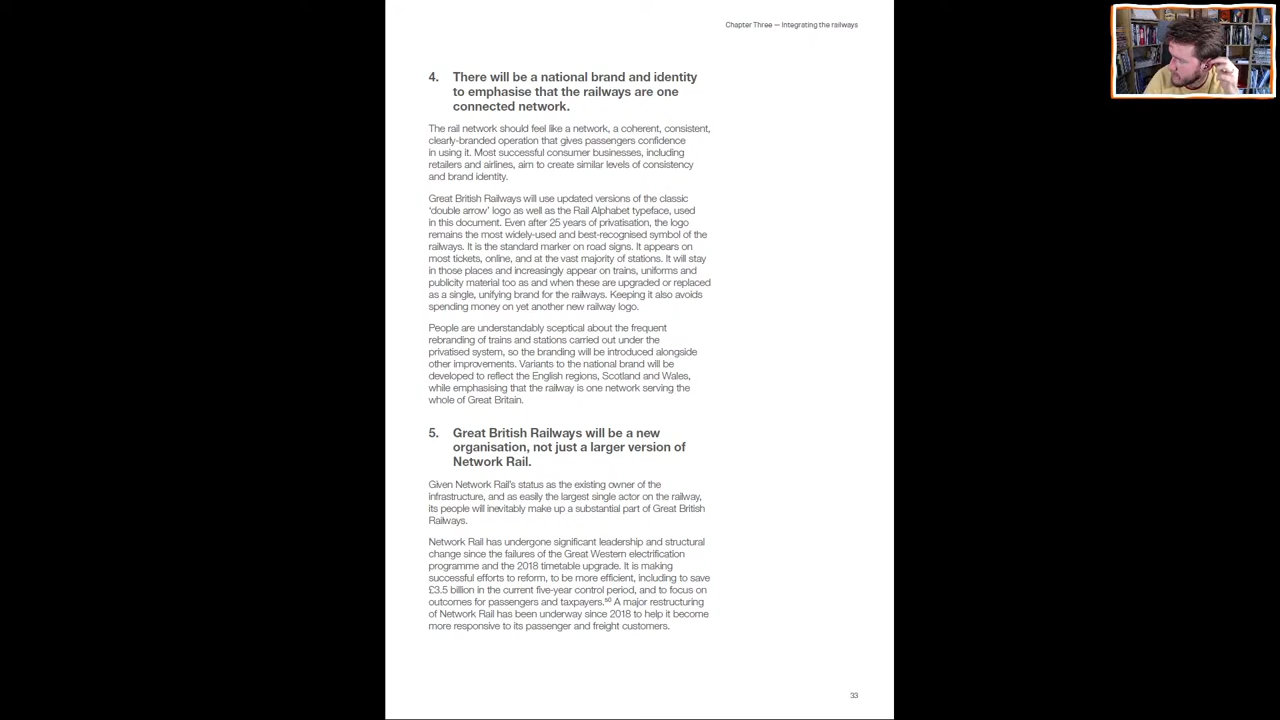 Chapter Three — Integrating the railways
4. There will be a national brand and identity
to emphasise that the railways are one
connected network.
The rail network should feel like a network, a coherent, consistent,
clearly-branded operation that gives passengers confidence
in using it. Most successful consumer businesses, including
retailers and airlines, aim to create similar levels of consistency
and brand identity.
Great British Railways will use updated versions of the classic
‘double arrow’ logo as well as the Rail Alphabet typeface, used
in this document. Even after 25 years of privatisation, the logo
remains the most widely-used and best-recognised symbol of the
railways. It is the standard marker on road signs. It appears on
most tickets, online, and at the vast majority of stations. It will stay
in those places and increasingly appear on trains, uniforms and
publicity material too as and when these are upgraded or replaced
as a single, unifying brand for the railways. Keeping it also avoids
spending money on yet another new railway logo.
People are understandably sceptical about the frequent
rebranding of trains and stations carried out under the
privatised system, so the branding will be introduced alongside
other improvements. Variants to the national brand will be
developed to reflect the English regions, Scotland and Wales,
while emphasising that the railway is one network serving the
whole of Great Britain.
5. Great British Railways will be a new
organisation, not just a larger version of
Network Rail.
Given Network Rail’s status as the existing owner of the
infrastructure, and as easily the largest single actor on the railway,
its people will inevitably make up a substantial part of Great British
Railways.
Network Rail has undergone significant leadership and structural
change since the failures of the Great Western electrification
programme and the 2018 timetable upgrade. It is making
successful efforts to reform, to be more efficient, including to save
£3.5 billion in the current five-year control period, and to focus on
outcomes for passengers and taxpayers.⁵⁰ A major restructuring
of Network Rail has been underway since 2018 to help it become
more responsive to its passenger and freight customers.
33